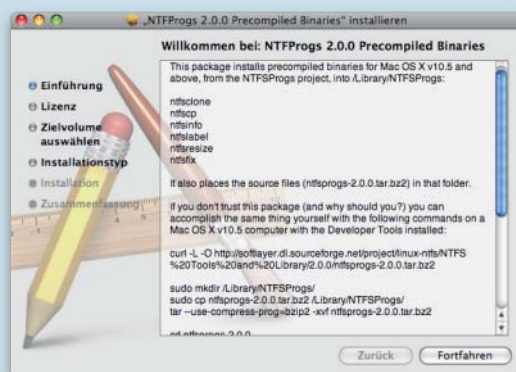 „NTFProgs 2.0.0 Precompiled Binaries“ installieren
Willkommen bei: NTFProgs 2.0.0 Precompiled Binaries
Einführung
Lizenz
Zielvolume
auswählen
Installationstyp
Installation
Zusammenfassung
This package installs precompiled binaries for Mac OS X v10.5 and
above, from the NTFSProgs project, into /Library/NTFSProgs:
ntfsclone
ntfscp
ntfsinfo
ntfslabel
ntfsresize
ntfsfix
It also places the source files (ntfsprogs-2.0.0.tar.bz2) in that folder.
If you don't trust this package (and why should you?) you can
accomplish the same thing yourself with the following commands on a
Mac OS X v10.5 computer with the Developer Tools installed:
curl -L -O http://softlayer.dl.sourceforge.net/project/linux-ntfs/NTFS
%20Tools%20and%20Library/2.0.0/ntfsprogs-2.0.0.tar.bz2
sudo mkdir /Library/NTFSProgs/
sudo cp ntfsprogs-2.0.0.tar.bz2 /Library/NTFSProgs/
tar --use-compress-prog=bzip2 -xvf ntfsprogs-2.0.0.tar.bz2
cd ntfsprogs-2.0.0
Zurück
Fortfahren